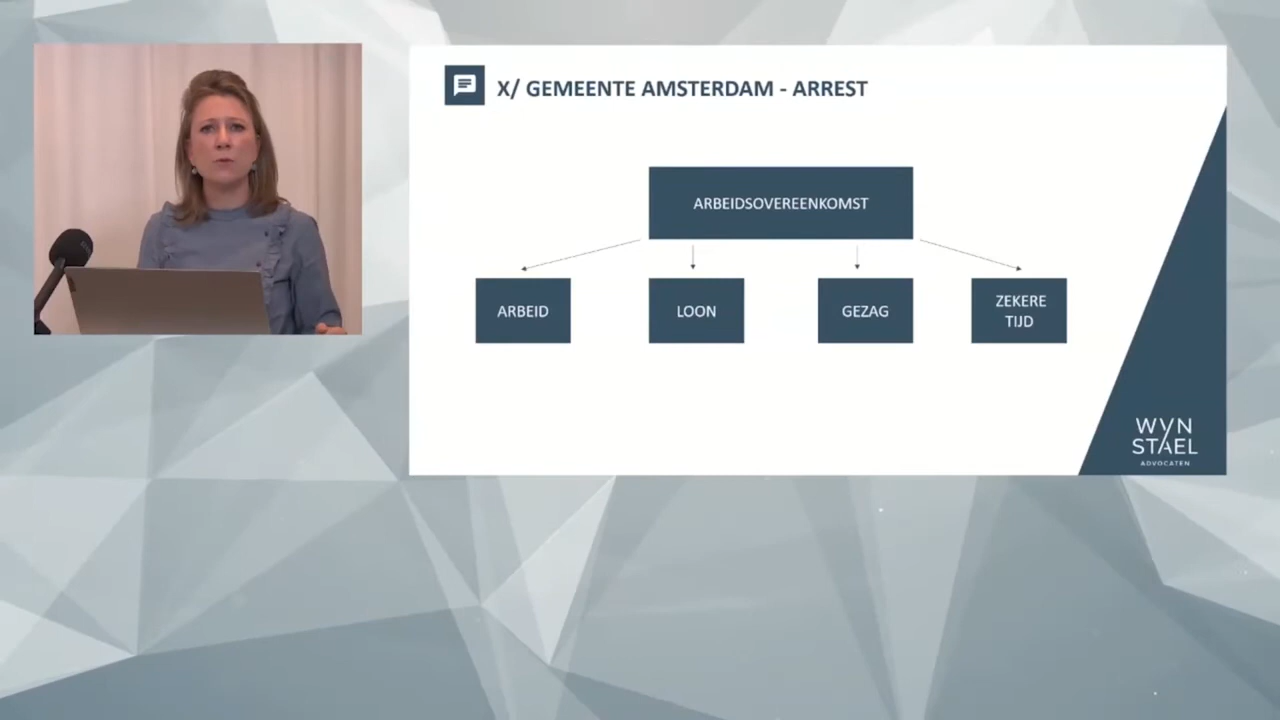 X/ GEMEENTE AMSTERDAM - ARREST
ARBEIDSOVEREENKOMST
ARBEID
LOON
GEZAG
ZEKERE
TIJD
WYN
STAEL
ADVOCATEN